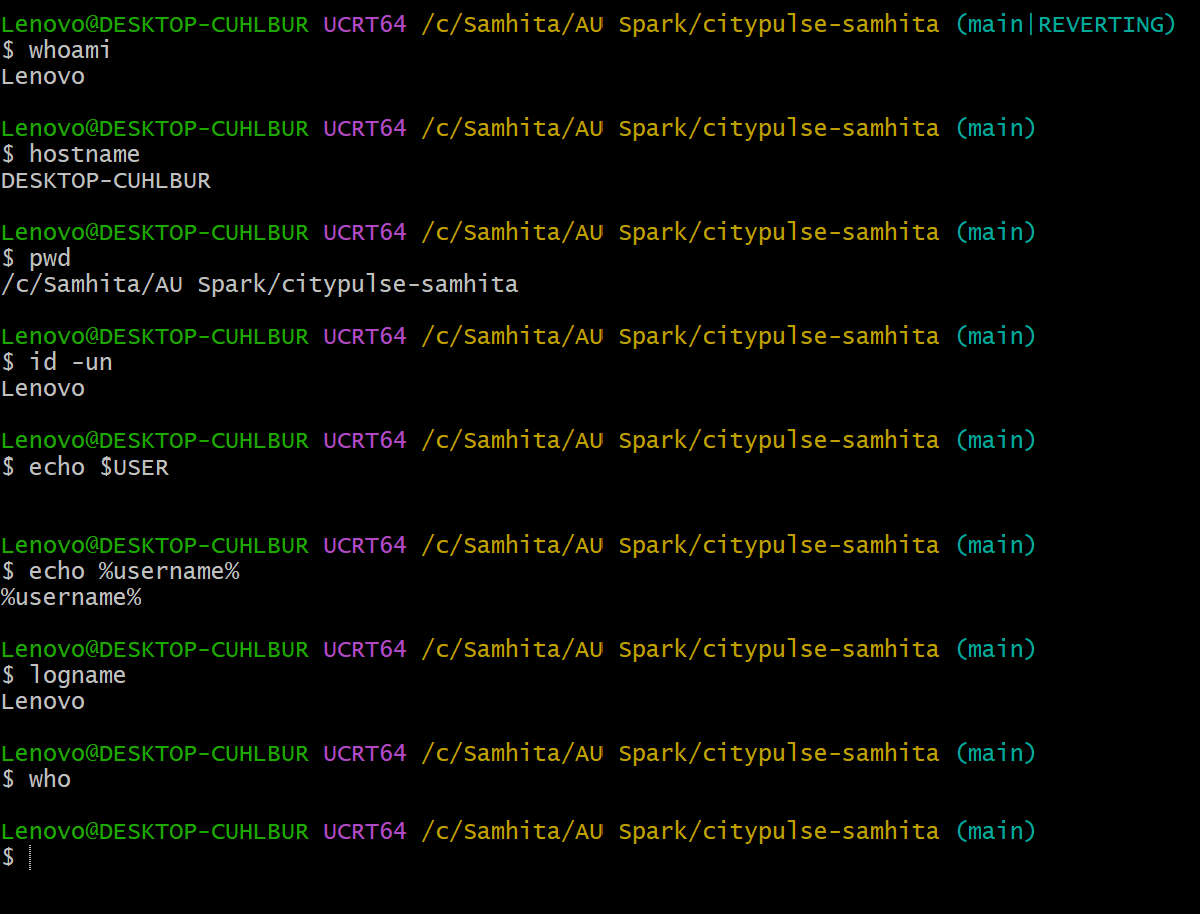 Lenovo@DESKTOP-CUHLBUR UCRT64 /c/Samhita/AU Spark/citypulse-samhita (main|REVERTING)
$ whoami
Lenovo
Lenovo@DESKTOP-CUHLBUR UCRT64 /c/Samhita/AU Spark/citypulse-samhita (main)
$ hostname
DESKTOP-CUHLBUR
Lenovo@DESKTOP-CUHLBUR UCRT64 /c/Samhita/AU Spark/citypulse-samhita (main)
$ pwd
/c/Samhita/AU Spark/citypulse-samhita
Lenovo@DESKTOP-CUHLBUR UCRT64 /c/Samhita/AU Spark/citypulse-samhita (main)
$ id -un
Lenovo
Lenovo@DESKTOP-CUHLBUR UCRT64 /c/Samhita/AU Spark/citypulse-samhita (main)
$ echo $USER
Lenovo@DESKTOP-CUHLBUR UCRT64 /c/Samhita/AU Spark/citypulse-samhita (main)
$ echo %username%
%username%
Lenovo@DESKTOP-CUHLBUR UCRT64 /c/Samhita/AU Spark/citypulse-samhita (main)
$ logname
Lenovo
Lenovo@DESKTOP-CUHLBUR UCRT64 /c/Samhita/AU Spark/citypulse-samhita (main)
$ who
Lenovo@DESKTOP-CUHLBUR UCRT64 /c/Samhita/AU Spark/citypulse-samhita (main)
$